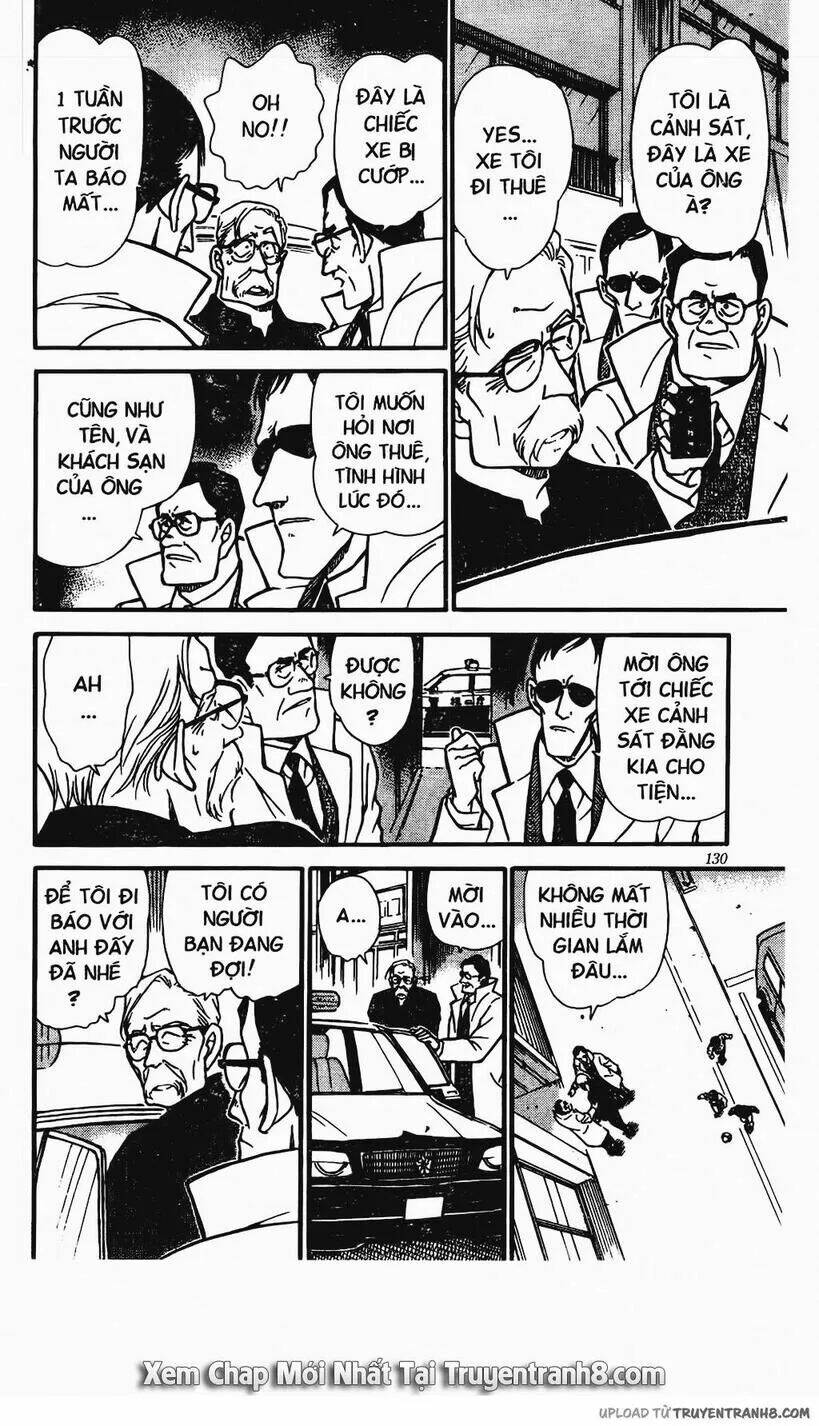 TÔI LÀ
CẢNH SÁT,
ĐÂY LÀ XE
CỦA ÔNG
À?
YES...
XE TÔI
ĐI THUÊ
...
ĐÂY LÀ
CHIẾC
XE BỊ
CƯỚP...
OH
NO!!
1 TUẦN
TRƯỚC
NGƯỜI
TA BÁO
MẤT...
TÔI MUỐN
HỎI NƠI
ÔNG THUÊ,
TÌNH HÌNH
LÚC ĐÓ...
CŨNG NHƯ
TÊN, VÀ
KHÁCH SẠN
CỦA ÔNG
...
MỜI ÔNG
TỚI CHIẾC
XE CẢNH
SÁT ĐẰNG
KIA CHO
TIỆN...
ĐƯỢC
KHÔNG
?
AH
...
130
KHÔNG MẤT
NHIỀU THỜI
GIAN LẮM
ĐÂU...
MỜI
VÀO...
A...
TÔI CÓ
NGƯỜI
BẠN ĐANG
ĐỢI!
ĐỂ TÔI ĐI
BÁO VỚI
ANH ĐẤY
ĐÃ NHÉ
?
Xem Chap Mới Nhất Tại Truyentranh8.com
UPLOAD TỪ TRUYENTRANH8.COM